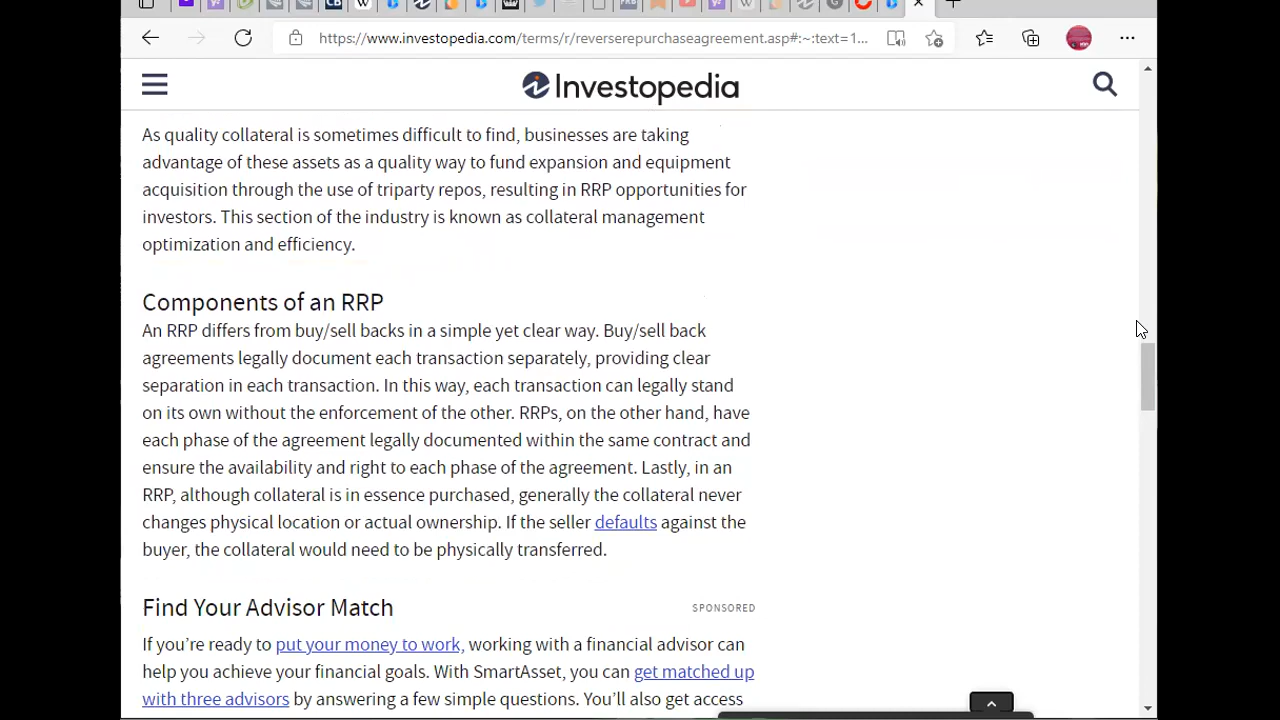 https://www.investopedia.com/terms/r/reverserepurchaseagreement.asp#:~:text=1...
Investopedia
As quality collateral is sometimes difficult to find, businesses are taking
advantage of these assets as a quality way to fund expansion and equipment
acquisition through the use of triparty repos, resulting in RRP opportunities for
investors. This section of the industry is known as collateral management
optimization and efficiency.
Components of an RRP
An RRP differs from buy/sell backs in a simple yet clear way. Buy/sell back
agreements legally document each transaction separately, providing clear
separation in each transaction. In this way, each transaction can legally stand
on its own without the enforcement of the other. RRPs, on the other hand, have
each phase of the agreement legally documented within the same contract and
ensure the availability and right to each phase of the agreement. Lastly, in an
RRP, although collateral is in essence purchased, generally the collateral never
changes physical location or actual ownership. If the seller defaults against the
buyer, the collateral would need to be physically transferred.
Find Your Advisor Match
SPONSORED
If you’re ready to put your money to work, working with a financial advisor can
help you achieve your financial goals. With SmartAsset, you can get matched up
with three advisors by answering a few simple questions. You’ll also get access